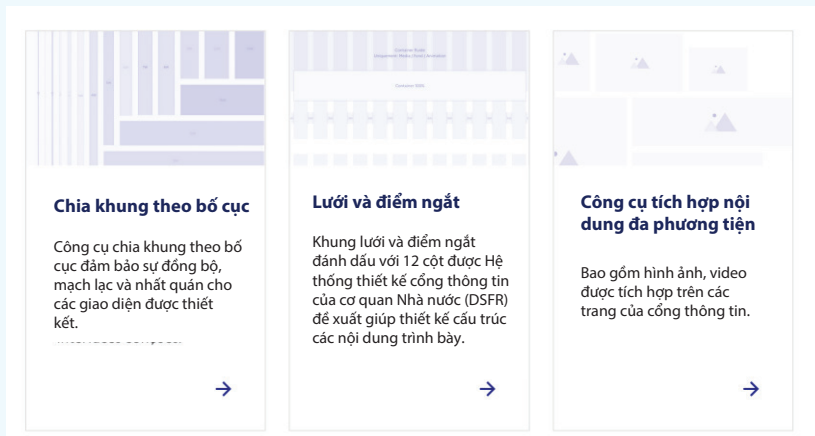 Chia khung theo bố cục
Công cụ chia khung theo bố
cục đảm bảo sự đồng bộ,
mạch lạc và nhất quán cho
các giao diện được thiết
kết.
Lưới và điểm ngắt
Khung lưới và điểm ngắt
đánh dấu với 12 cột được Hệ
thống thiết kế cổng thông tin
của cơ quan Nhà nước (DSFR)
đề xuất giúp thiết kế cấu trúc
các nội dung trình bày.
Công cụ tích hợp nội
dung đa phương tiện
Bao gồm hình ảnh, video
được tích hợp trên các
trang của cổng thông tin.